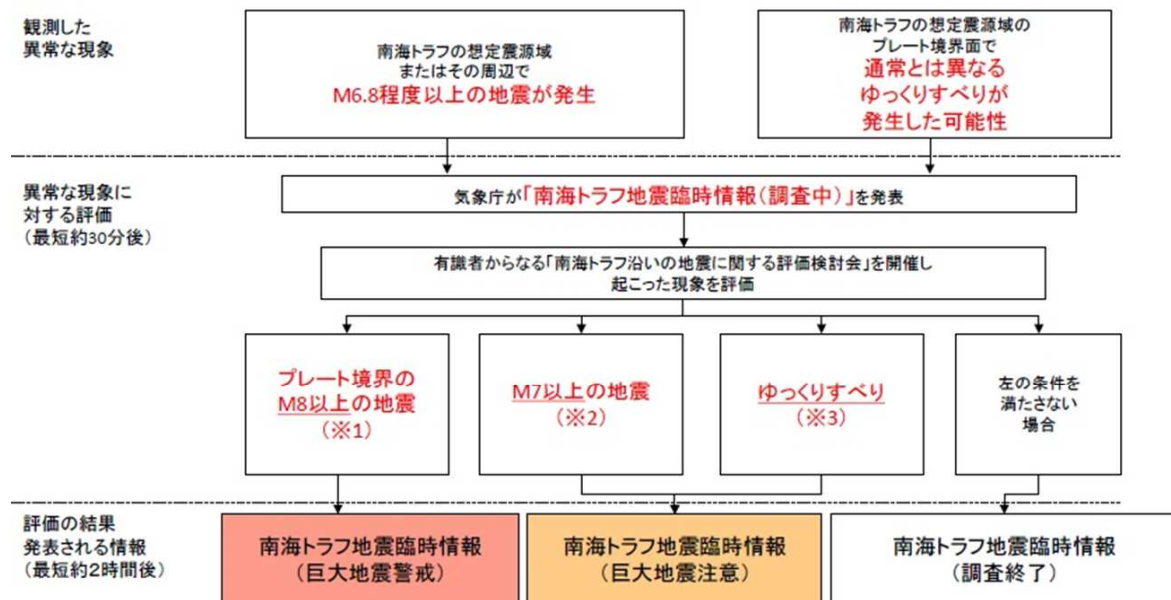 観測した
異常な現象
南海トラフの想定震源域
またはその周辺で
M6.8程度以上の地震が発生
南海トラフの想定震源域の
プレート境界面で
通常とは異なる
ゆっくりすべりが
発生した可能性
異常な現象に
対する評価
(最短約30分後)
気象庁が「南海トラフ地震臨時情報(調査中)」を発表
有識者からなる「南海トラフ沿いの地震に関する評価検討会」を開催し
起こった現象を評価
プレート境界の
M8以上の地震
(※1)
M7以上の地震
(※2)
ゆっくりすべり
(※3)
左の条件を
満たさない
場合
評価の結果
発表される情報
(最短約2時間後)
南海トラフ地震臨時情報
(巨大地震警戒)
南海トラフ地震臨時情報
(巨大地震注意)
南海トラフ地震臨時情報
(調査終了)